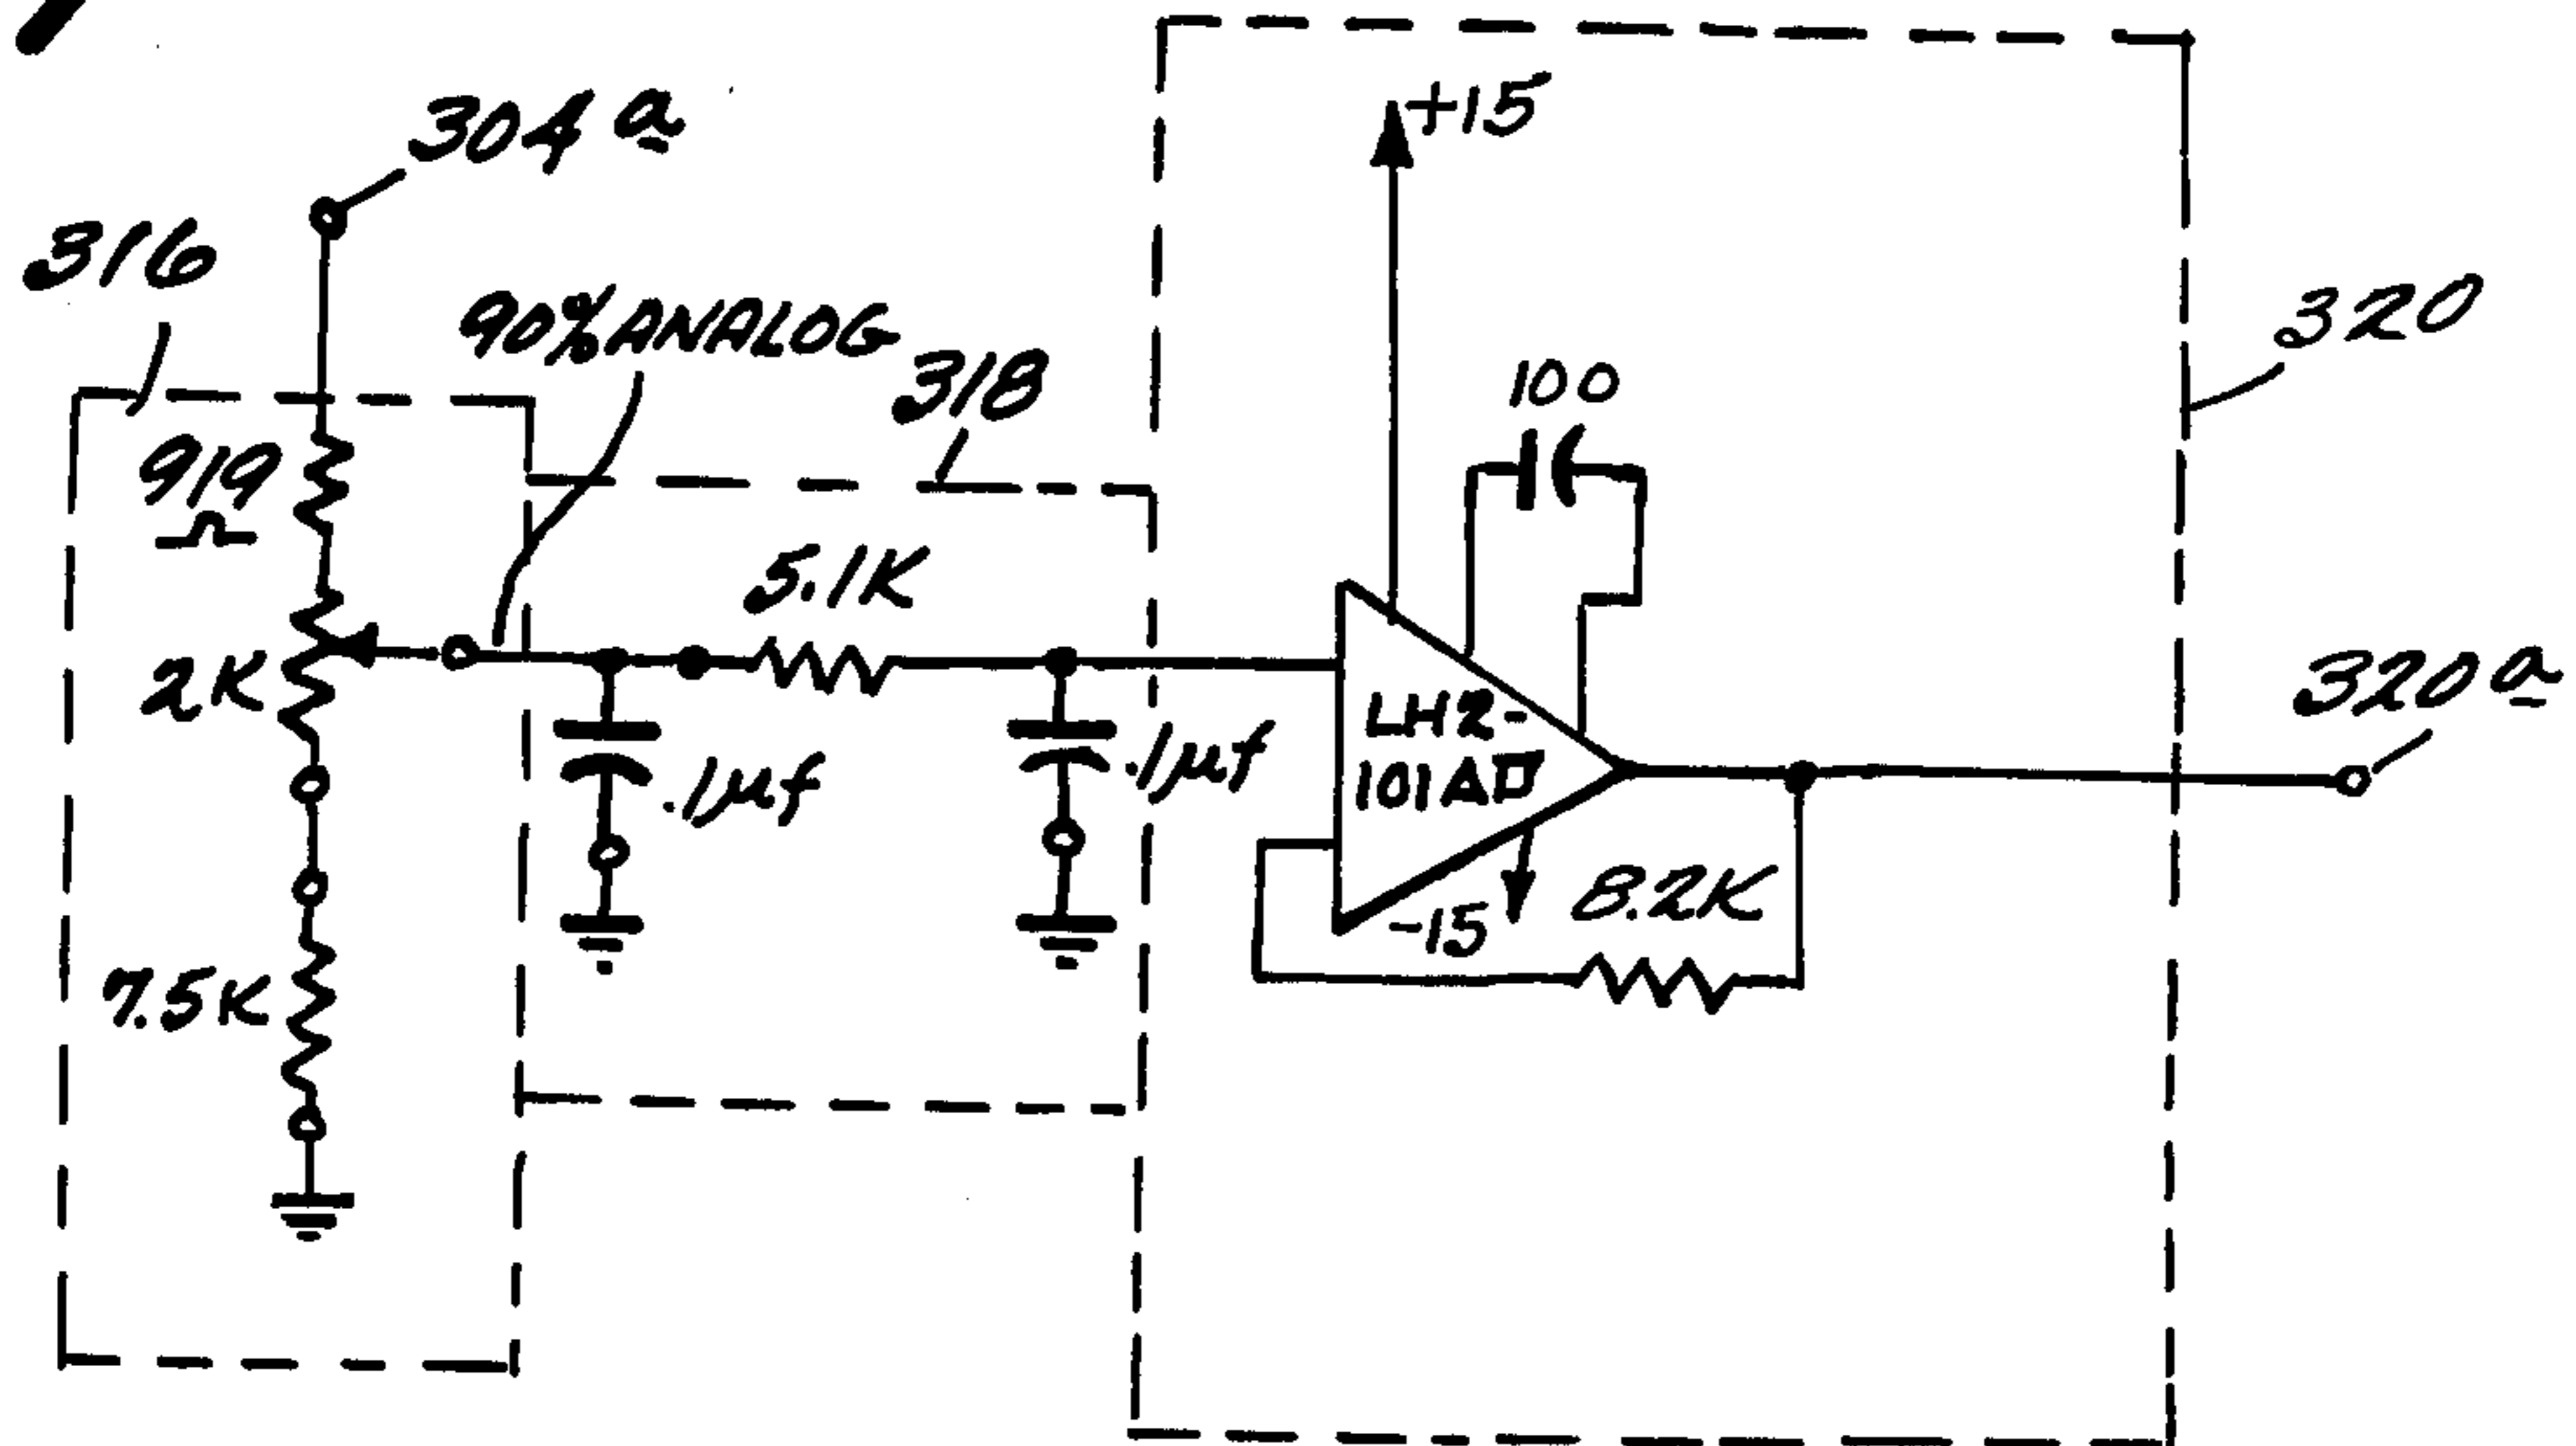 304a
316
90% ANALOG
318
919
Ω
2K
7.5K
5.1K
.1µf
.1µf
+15
100
LH2-
101AD
-15
8.2K
320
320a